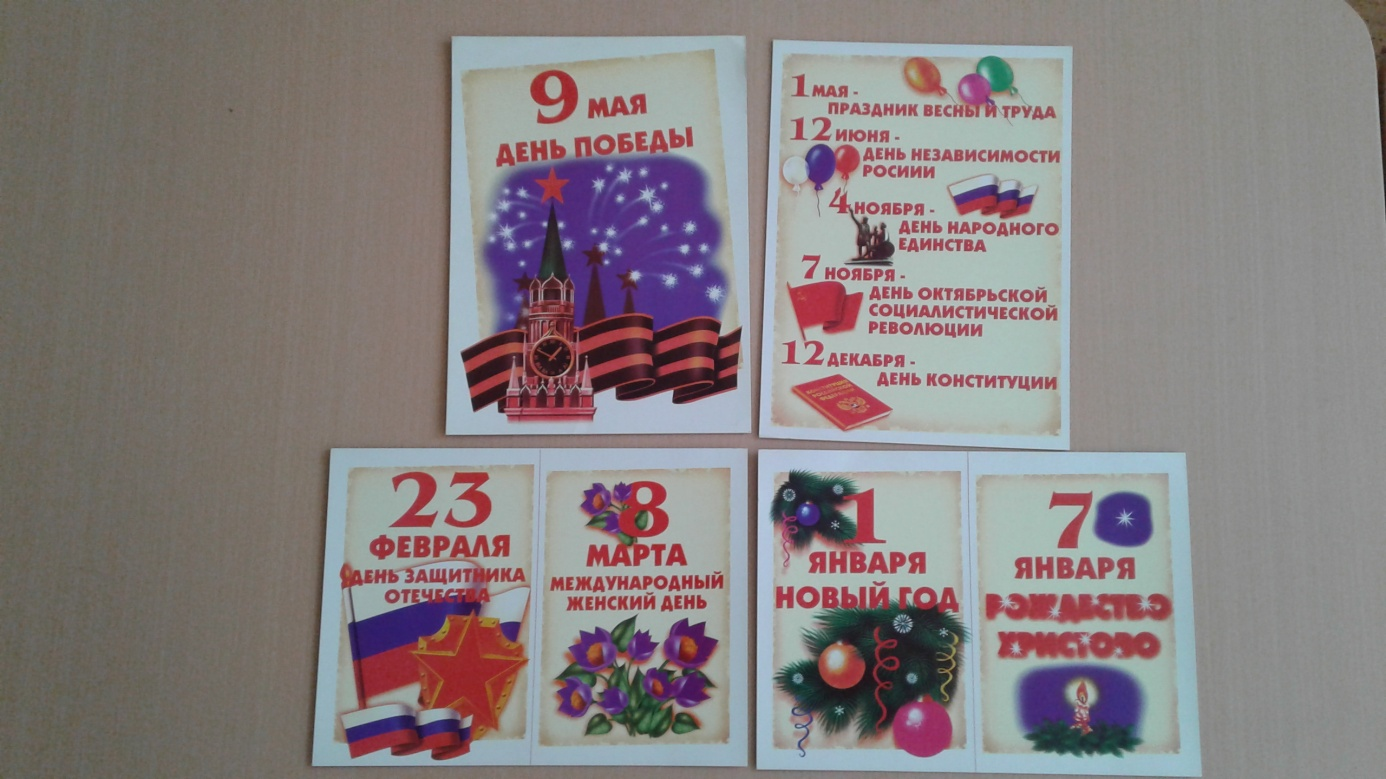 9 МАЯ
ДЕНЬ ПОБЕДЫ
1 МАЯ -
ПРАЗДНИК ВЕСНЫ И ТРУДА
12 ИЮНЯ -
ДЕНЬ НЕЗАВИСИМОСТИ
РОСИИИ
4 НОЯБРЯ -
ДЕНЬ НАРОДНОГО
ЕДИНСТВА
7 НОЯБРЯ -
ДЕНЬ ОКТЯБРЬСКОЙ
СОЦИАЛИСТИЧЕСКОЙ
РЕВОЛЮЦИИ
12 ДЕКАБРЯ -
ДЕНЬ КОНСТИТУЦИИ
23
ФЕВРАЛЯ
ДЕНЬ ЗАЩИТНИКА
ОТЕЧЕСТВА
8
МАРТА
МЕЖДУНАРОДНЫЙ
ЖЕНСКИЙ ДЕНЬ
1
ЯНВАРЯ
НОВЫЙ ГОД
7
ЯНВАРЯ
РОЖДЕСТВО
ХРИСТОВО